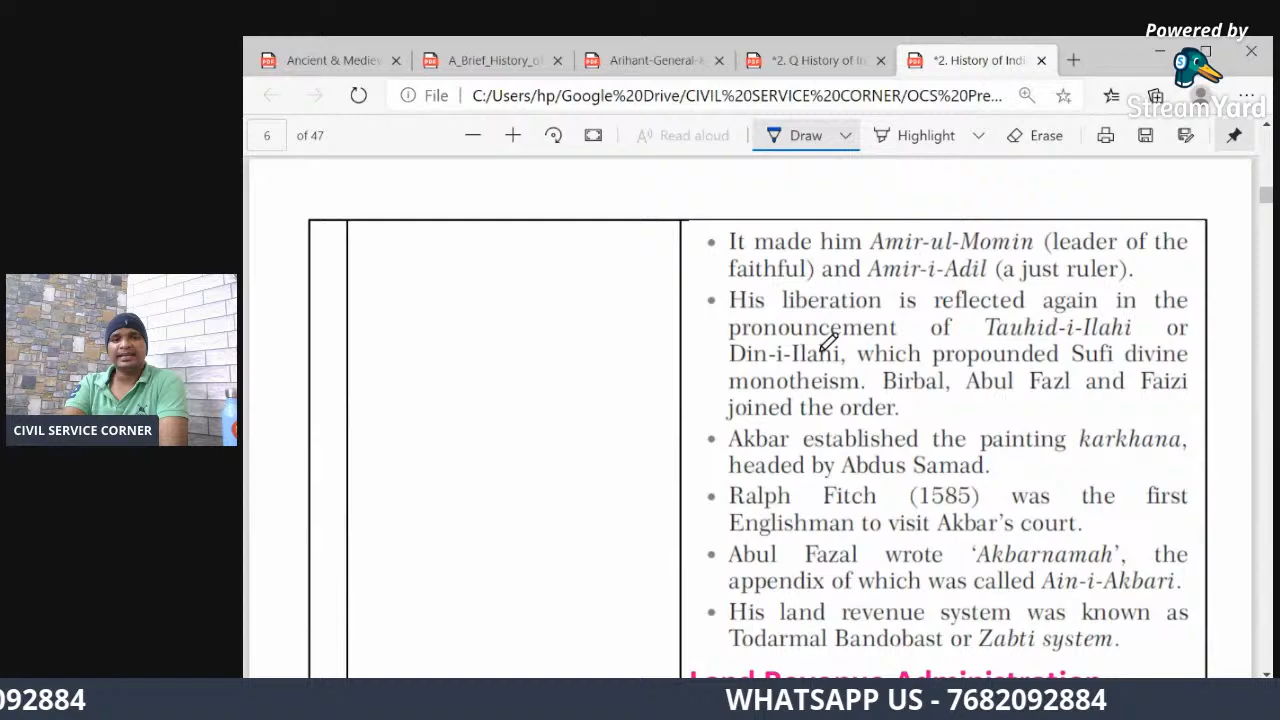 Powered by
StreamYard
Ancient & Mediev
A_Brief_History_o
Arihant-General-
*2. Q History of In
*2. History of Indi
File
C:/Users/hp/Google%20Drive/CIVIL%20SERVICE%20CORNER/OCS%20Pre...
6 of 47
Read aloud
Draw
Highlight
Erase
• It made him Amir-ul-Momin (leader of the
faithful) and Amir-i-Adil (a just ruler).
• His liberation is reflected again in the
pronouncement of Tauhid-i-Ilahi or
Din-i-Ilahi, which propounded Sufi divine
monotheism. Birbal, Abul Fazl and Faizi
joined the order.
• Akbar established the painting karkhana,
headed by Abdus Samad.
• Ralph Fitch (1585) was the first
Englishman to visit Akbar's court.
• Abul Fazal wrote 'Akbarnamah', the
appendix of which was called Ain-i-Akbari.
• His land revenue system was known as
Todarmal Bandobast or Zabti system.
Land Revenue Administration
CIVIL SERVICE CORNER
092884
WHATSAPP US - 7682092884